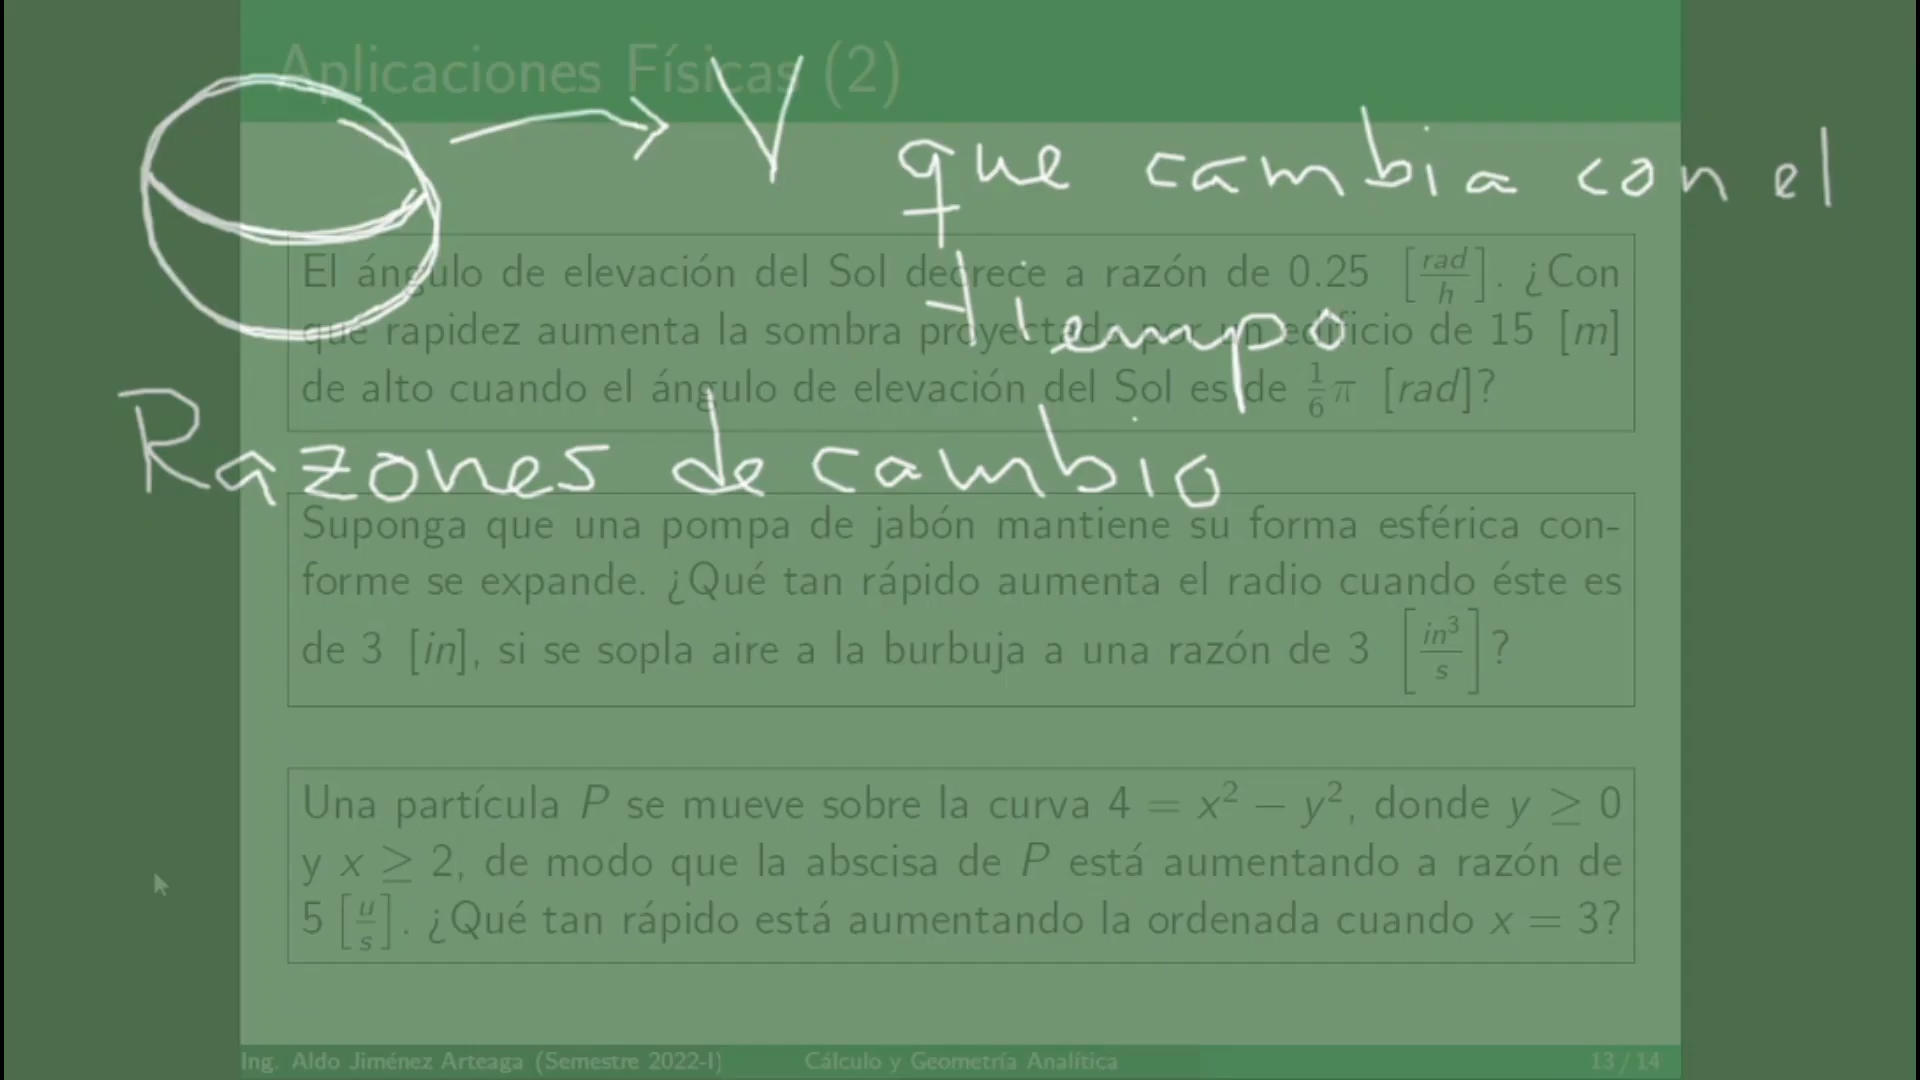 Aplicaciones Físicas (2)
V que cambia con el
tiempo
El ángulo de elevación del Sol decrece a razón de 0.25 [rad/h]. ¿Con
qué rapidez aumenta la sombra proyectada por un edificio de 15 [m]
de alto cuando el ángulo de elevación del Sol es de 1/6 π [rad]?
Razones de cambio
Suponga que una pompa de jabón mantiene su forma esférica con-
forme se expande. ¿Qué tan rápido aumenta el radio cuando éste es
de 3 [in], si se sopla aire a la burbuja a una razón de 3 [in³/s]?
Una partícula P se mueve sobre la curva 4 = x² − y², donde y ≥ 0
y x ≥ 2, de modo que la abscisa de P está aumentando a razón de
5 [u/s]. ¿Qué tan rápido está aumentando la ordenada cuando x = 3?
Ing. Aldo Jiménez Arteaga (Semestre 2022-I) Cálculo y Geometría Analítica 13 / 14